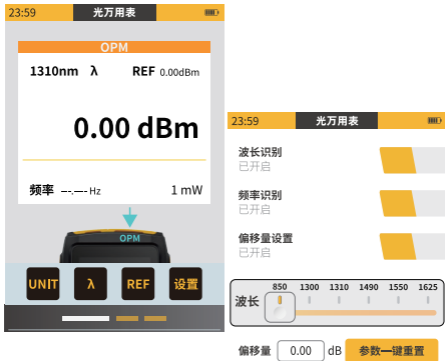 23:59 光万用表
OPM
1310nm λ REF 0.00dBm
0.00 dBm
频率 --.--- Hz 1 mW
OPM
UNIT λ REF 设置
23:59 光万用表
波长识别
已开启
频率识别
已开启
偏移量设置
已开启
850 1300 1310 1490 1550 1625
波长
偏移量 0.00 dB 参数一键重置